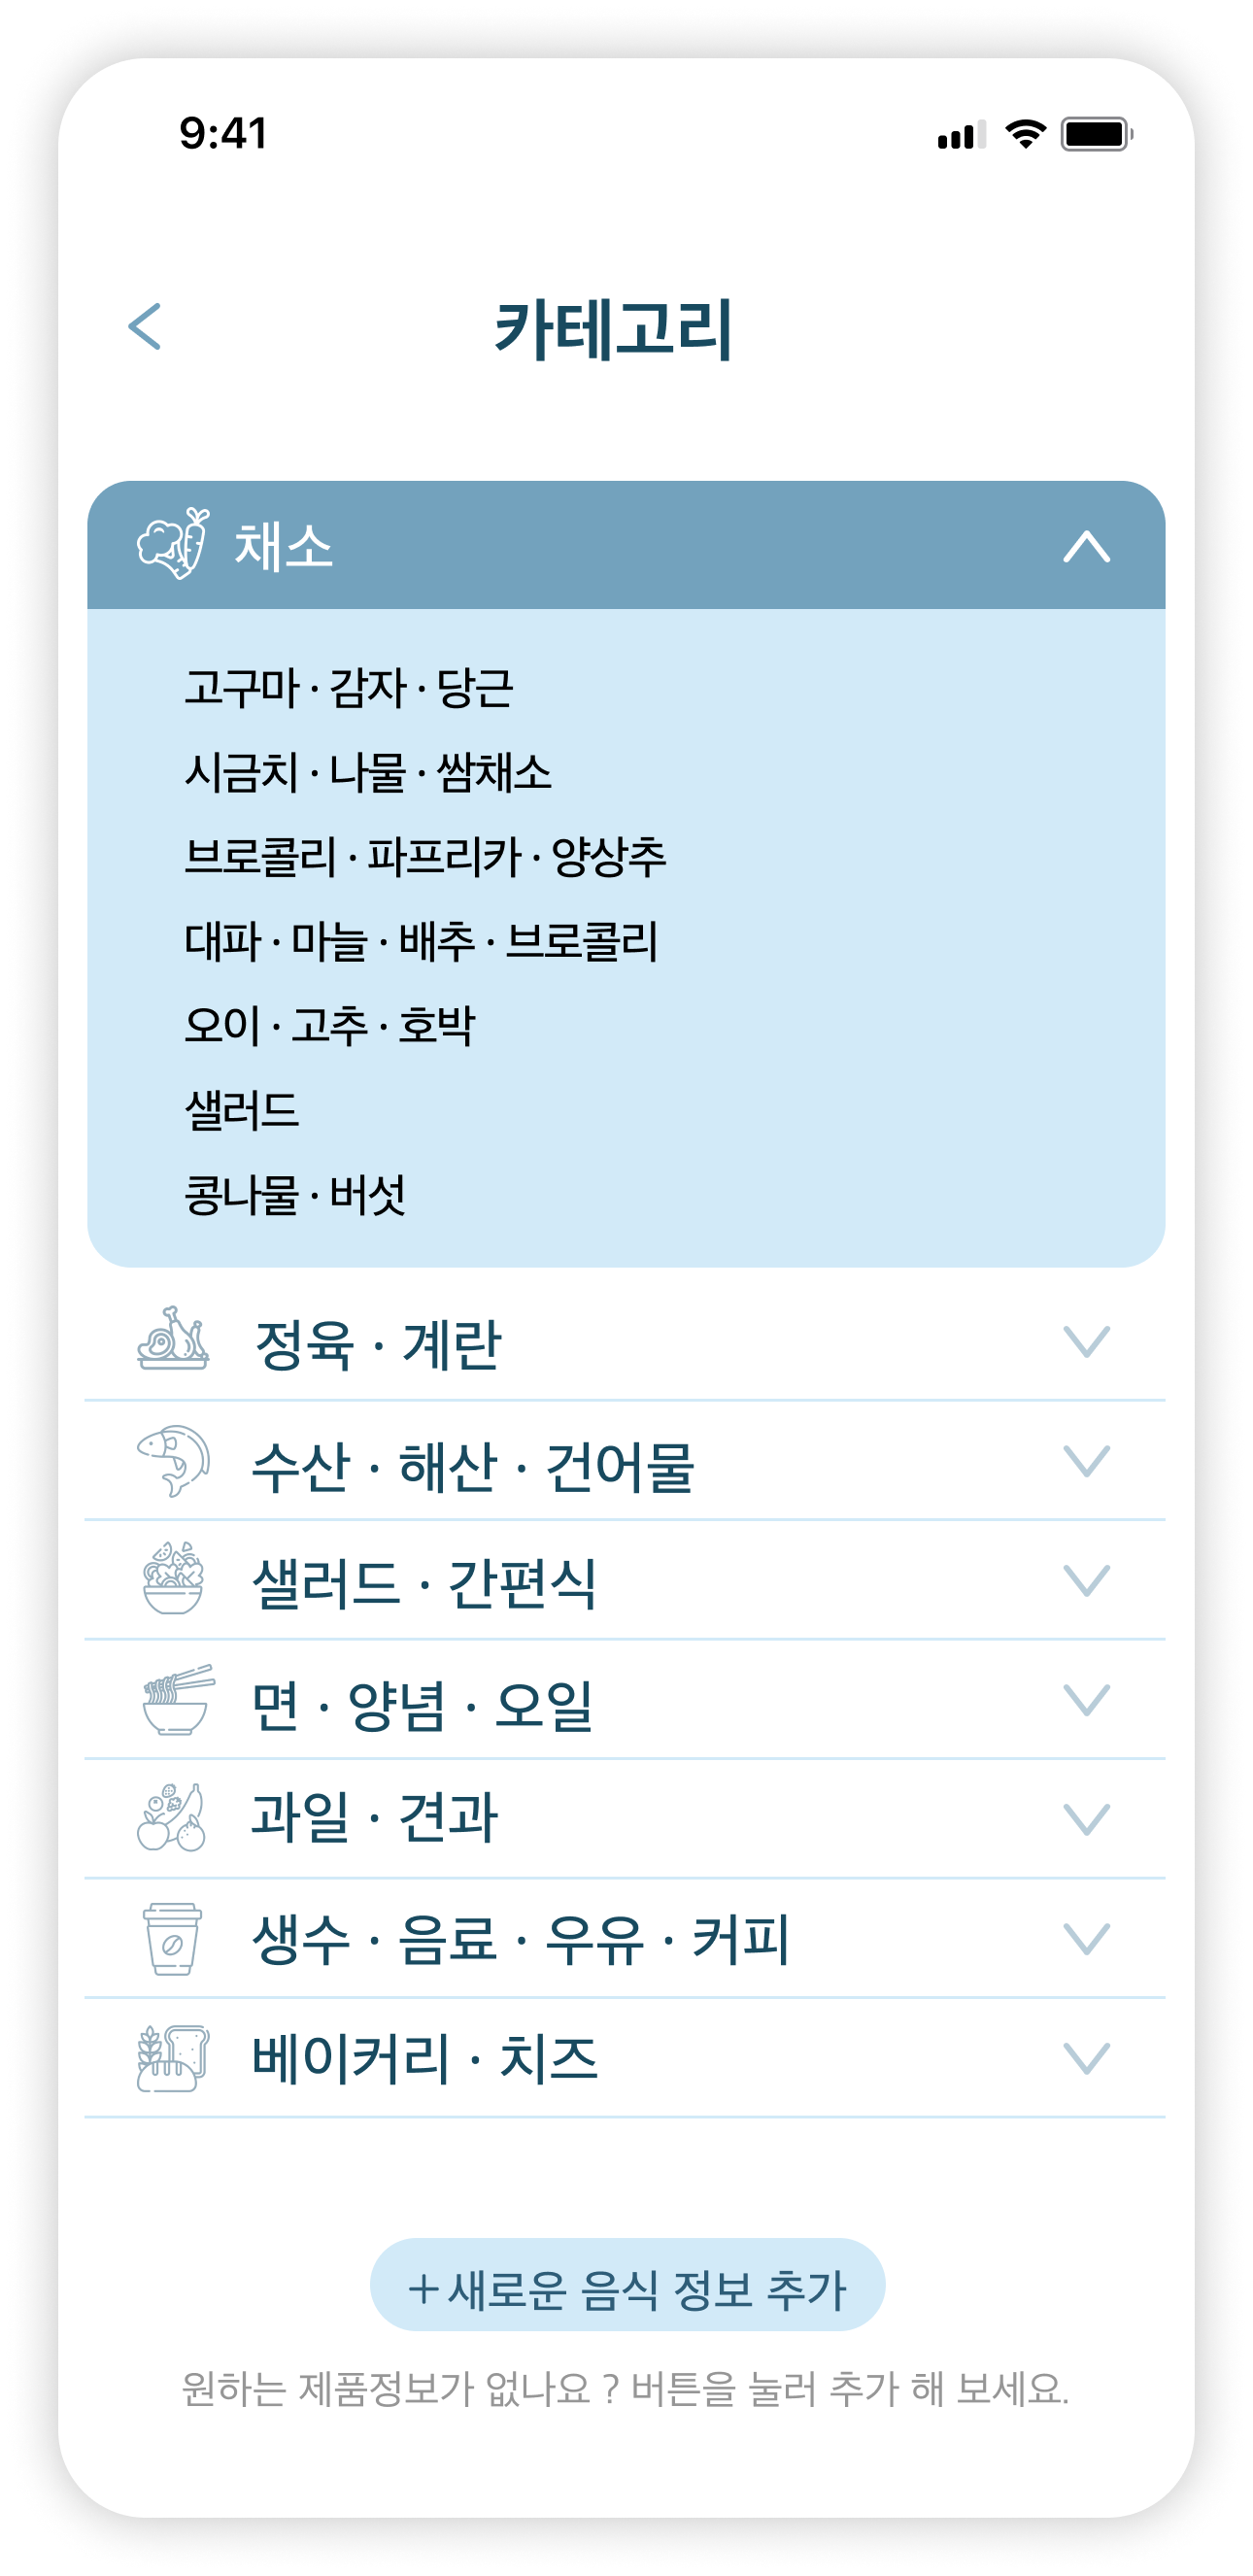 9:41
카테고리
채소
고구마 · 감자 · 당근
시금치 · 나물 · 쌈채소
브로콜리 · 파프리카 · 양상추
대파 · 마늘 · 배추 · 브로콜리
오이 · 고추 · 호박
샐러드
콩나물 · 버섯
정육 · 계란
수산 · 해산 · 건어물
샐러드 · 간편식
면 · 양념 · 오일
과일 · 견과
생수 · 음료 · 우유 · 커피
베이커리 · 치즈
+ 새로운 음식 정보 추가
원하는 제품정보가 없나요 ? 버튼을 눌러 추가 해 보세요.